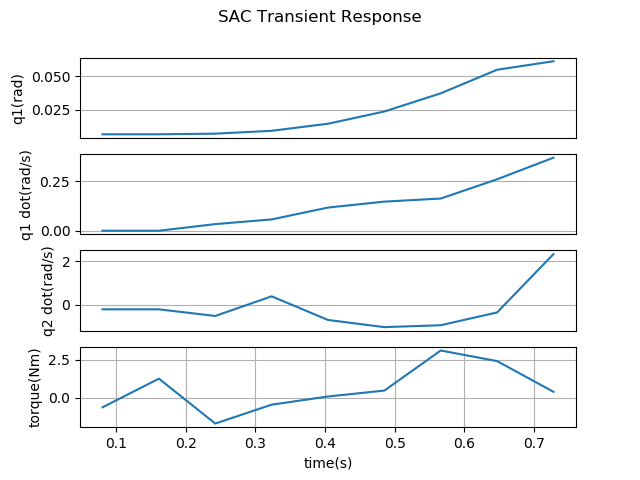 SAC Transient Response
0.050
0.025
q1(rad)
0.25
0.00
q1 dot(rad/s)
2
0
q2 dot(rad/s)
2.5
0.0
torque(Nm)
0.1 0.2 0.3 0.4 0.5 0.6 0.7
time(s)